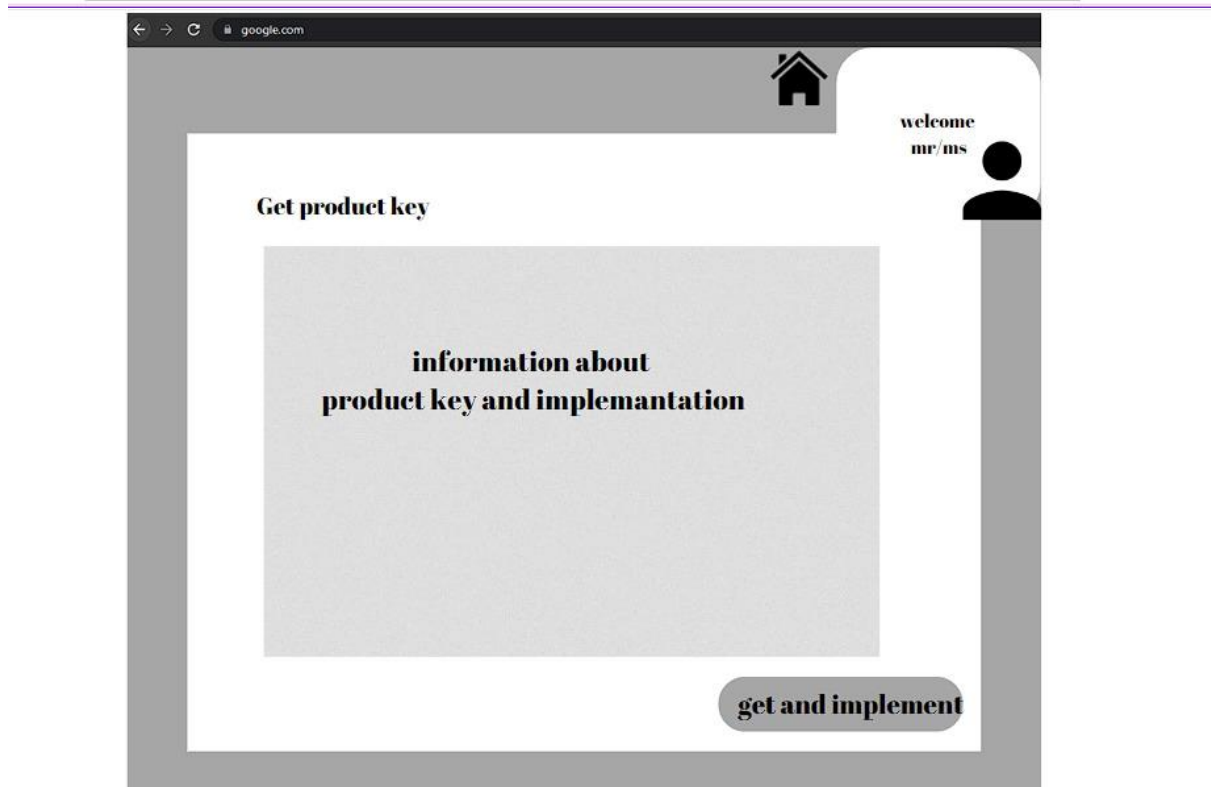 google.com
welcome
mr/ms
Get product key
information about
product key and implemantation
get and implement